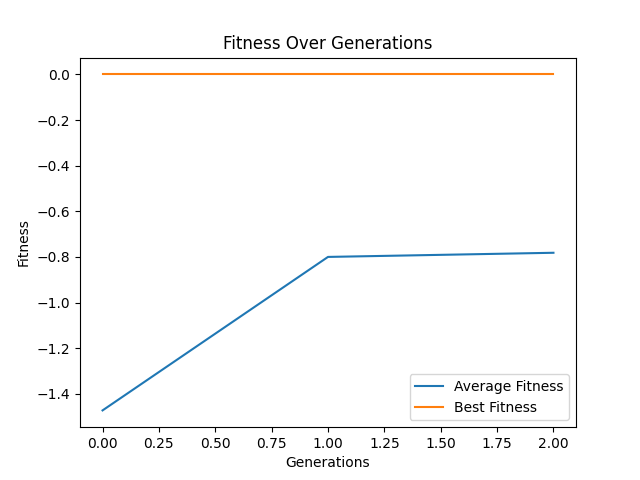 Fitness Over Generations
0.0
−0.2
−0.4
−0.6
−0.8
−1.0
−1.2
−1.4
Fitness
Average Fitness
Best Fitness
0.00 0.25 0.50 0.75 1.00 1.25 1.50 1.75 2.00
Generations